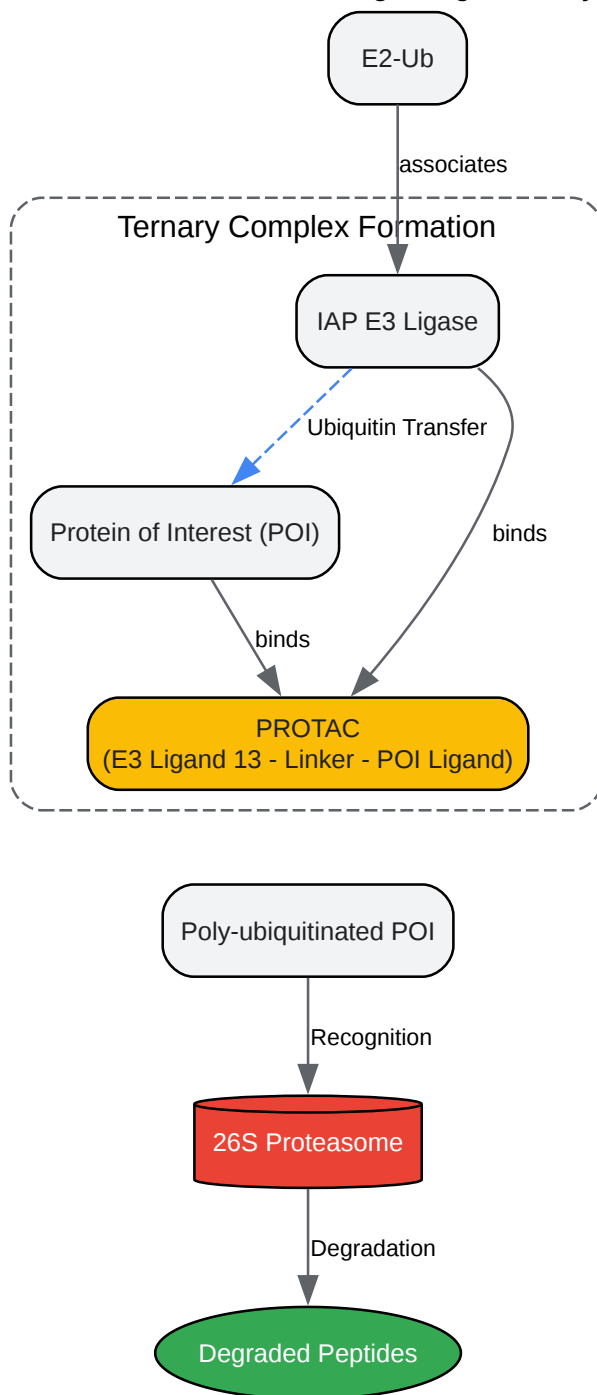 E2-Ub
associates
Ternary Complex Formation
IAP E3 Ligase
Ubiquitin Transfer
Protein of Interest (POI)
binds
binds
PROTAC
(E3 Ligand 13 - Linker - POI Ligand)
Poly-ubiquitinated POI
Recognition
26S Proteasome
Degradation
Degraded Peptides